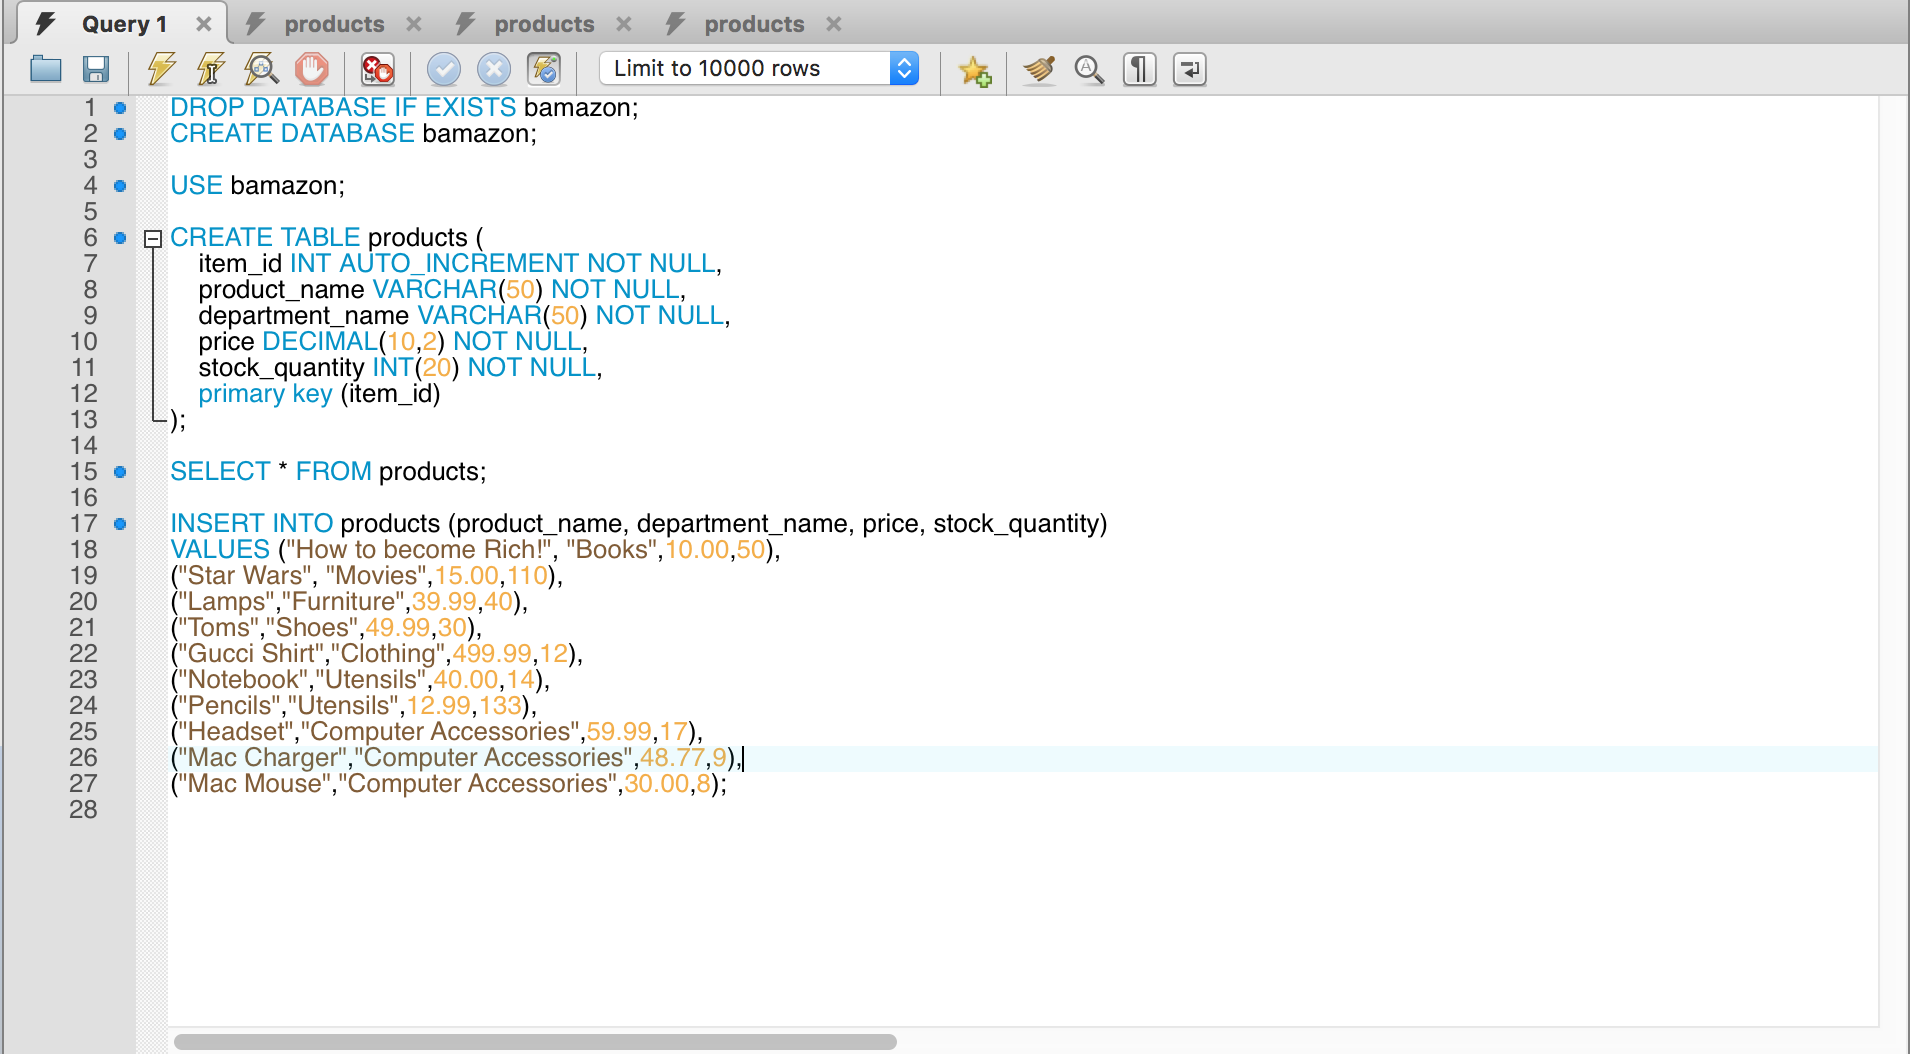 Query 1 products products products
Limit to 10000 rows
1 DROP DATABASE IF EXISTS bamazon;
2 CREATE DATABASE bamazon;
3
4 USE bamazon;
5
6 CREATE TABLE products (
7 item_id INT AUTO_INCREMENT NOT NULL,
8 product_name VARCHAR(50) NOT NULL,
9 department_name VARCHAR(50) NOT NULL,
10 price DECIMAL(10,2) NOT NULL,
11 stock_quantity INT(20) NOT NULL,
12 primary key (item_id)
13 );
14
15 SELECT * FROM products;
16
17 INSERT INTO products (product_name, department_name, price, stock_quantity)
18 VALUES ("How to become Rich!", "Books",10.00,50),
19 ("Star Wars", "Movies",15.00,110),
20 ("Lamps","Furniture",39.99,40),
21 ("Toms","Shoes",49.99,30),
22 ("Gucci Shirt","Clothing",499.99,12),
23 ("Notebook","Utensils",40.00,14),
24 ("Pencils","Utensils",12.99,133),
25 ("Headset","Computer Accessories",59.99,17),
26 ("Mac Charger","Computer Accessories",48.77,9),
27 ("Mac Mouse","Computer Accessories",30.00,8);
28